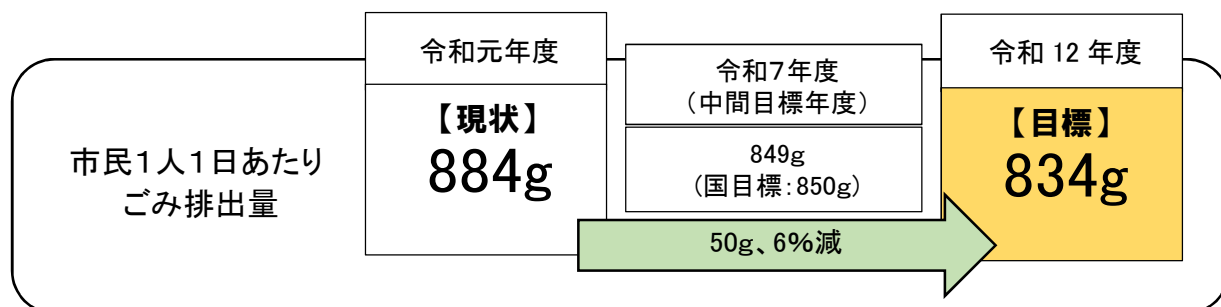 市民１人１日あたり
ごみ排出量
令和元年度
【現状】
884g
令和７年度
（中間目標年度）
849g
（国目標：850g）
令和 12 年度
【目標】
834g
50g、6％減